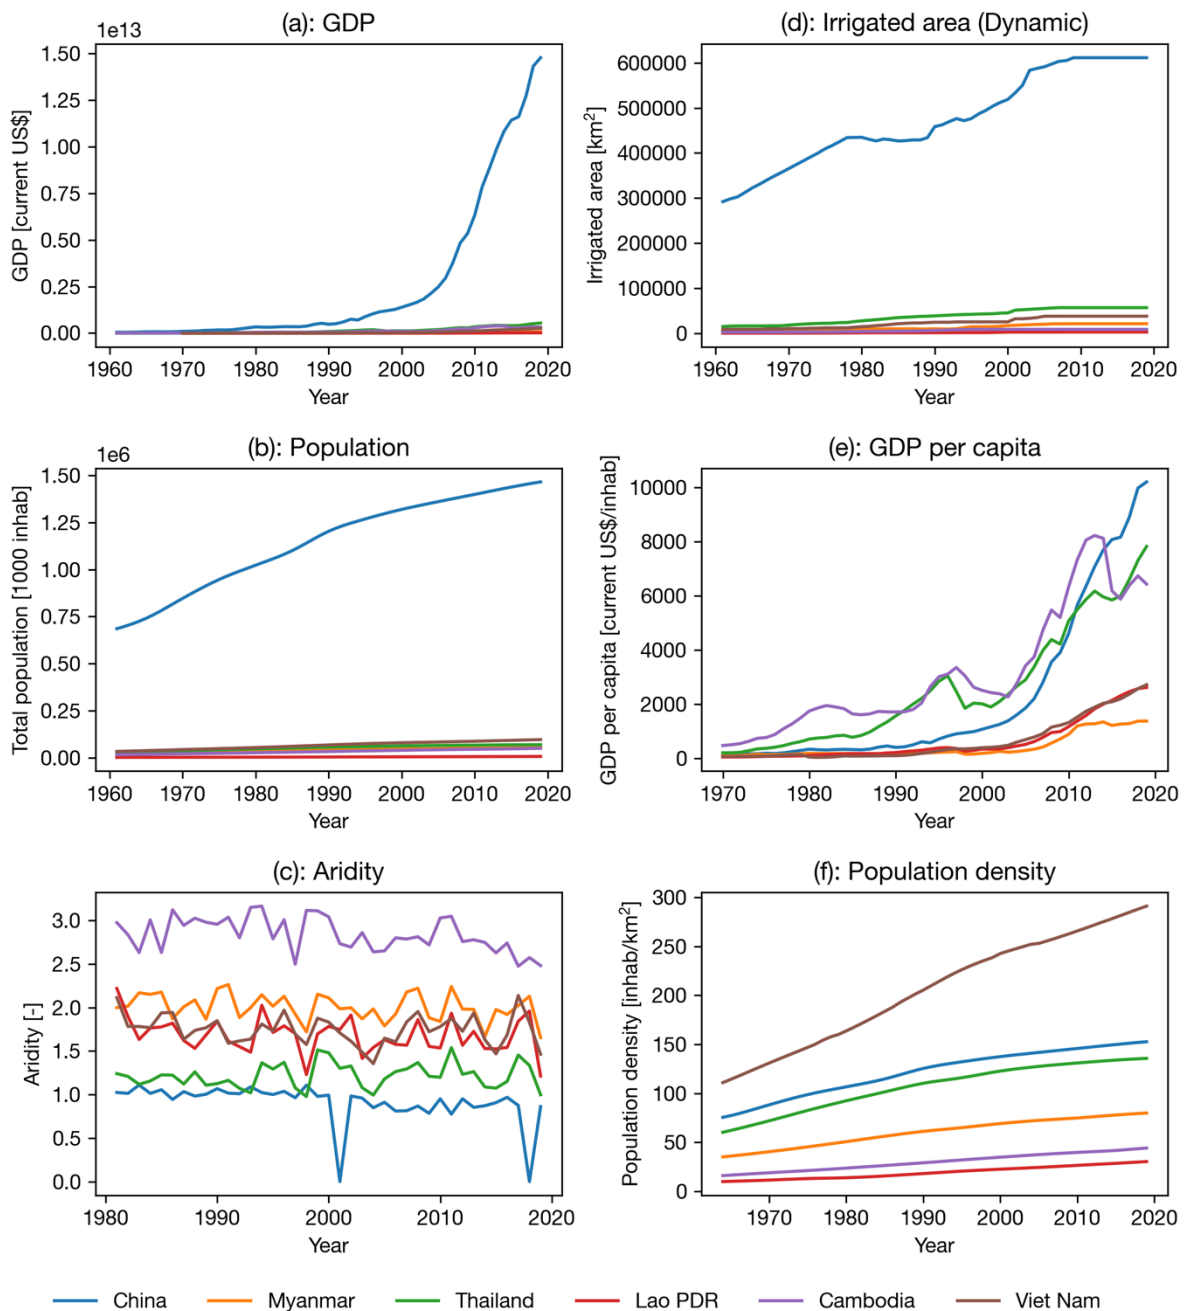 (a): GDP
1e13
1.50
1.25
1.00
0.75
0.50
0.25
0.00
GDP [current US$]
1960 1970 1980 1990 2000 2010 2020
Year
(d): Irrigated area (Dynamic)
600000
500000
400000
300000
200000
100000
0
Irrigated area [km²]
1960 1970 1980 1990 2000 2010 2020
Year
(b): Population
1e6
1.50
1.25
1.00
0.75
0.50
0.25
0.00
Total population [1000 inhab]
1960 1970 1980 1990 2000 2010 2020
Year
(e): GDP per capita
10000
8000
6000
4000
2000
0
GDP per capita [current US$/inhab]
1970 1980 1990 2000 2010 2020
Year
(c): Aridity
3.0
2.5
2.0
1.5
1.0
0.5
0.0
Aridity [-]
1980 1990 2000 2010 2020
Year
(f): Population density
300
250
200
150
100
50
0
Population density [inhab/km²]
1970 1980 1990 2000 2010 2020
Year
China Myanmar Thailand Lao PDR Cambodia Viet Nam